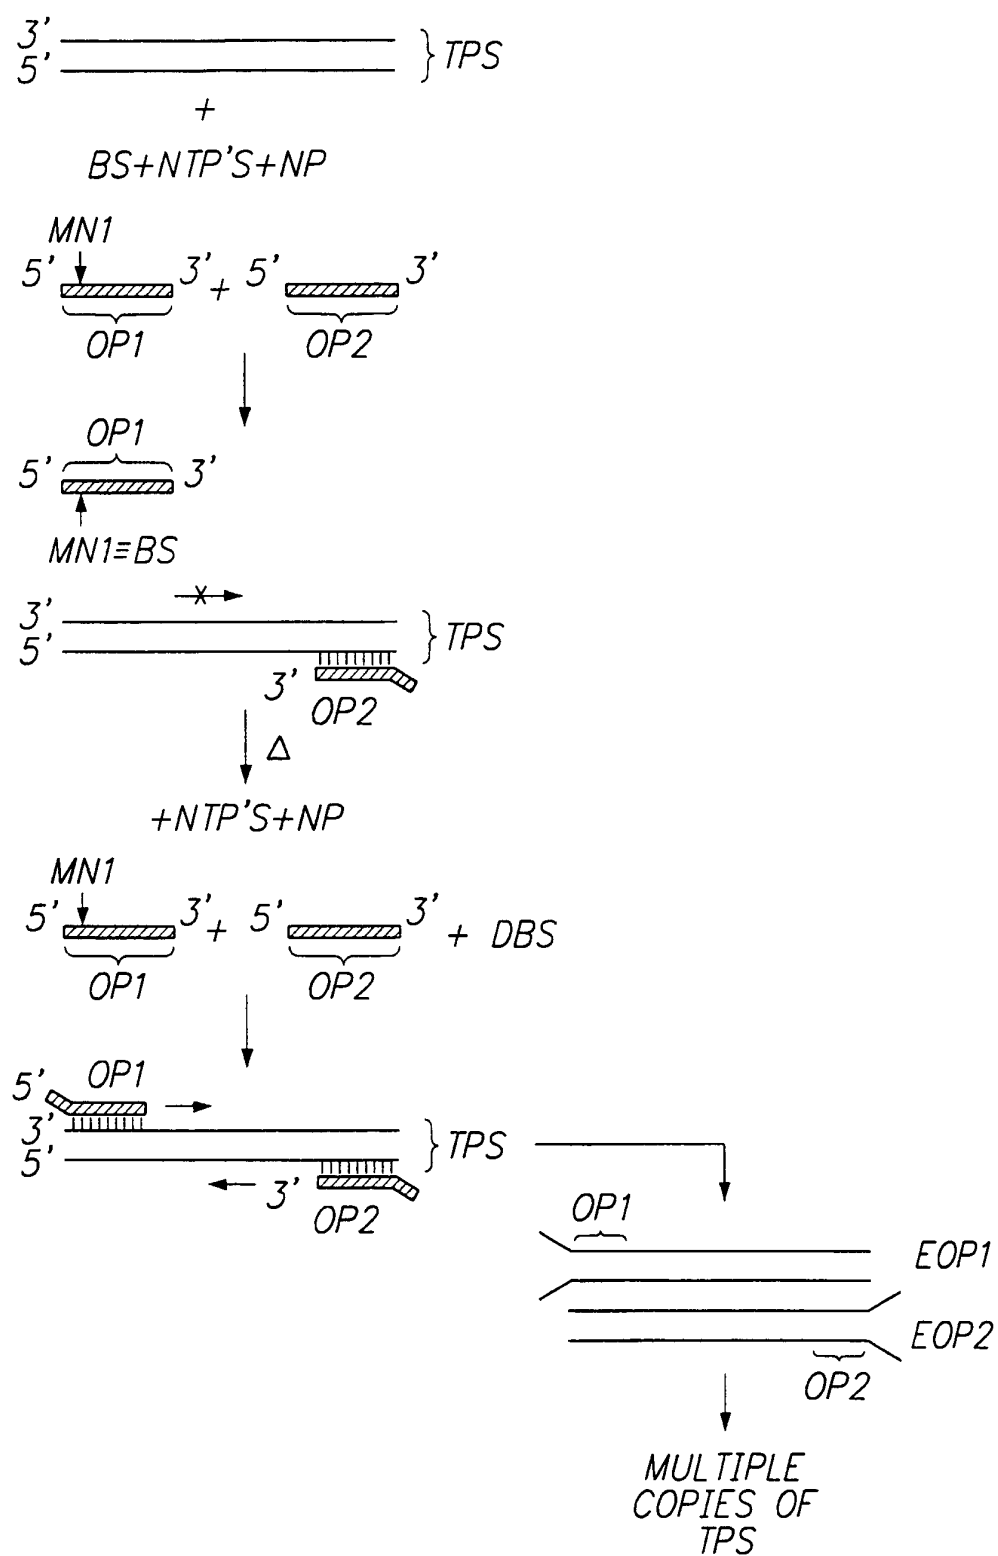 3'
5'
TPS
+
BS+NTP'S+NP
MN1
5' 3' + 5' 3'
OP1 OP2
OP1
5' 3'
MN1≡BS
3'
5'
TPS
3'
OP2
Δ
+NTP'S+NP
MN1
5' 3' + 5' 3' + DBS
OP1 OP2
5' OP1
3'
5'
TPS
3'
OP2
OP1
EOP1
EOP2
OP2
MULTIPLE
COPIES OF
TPS